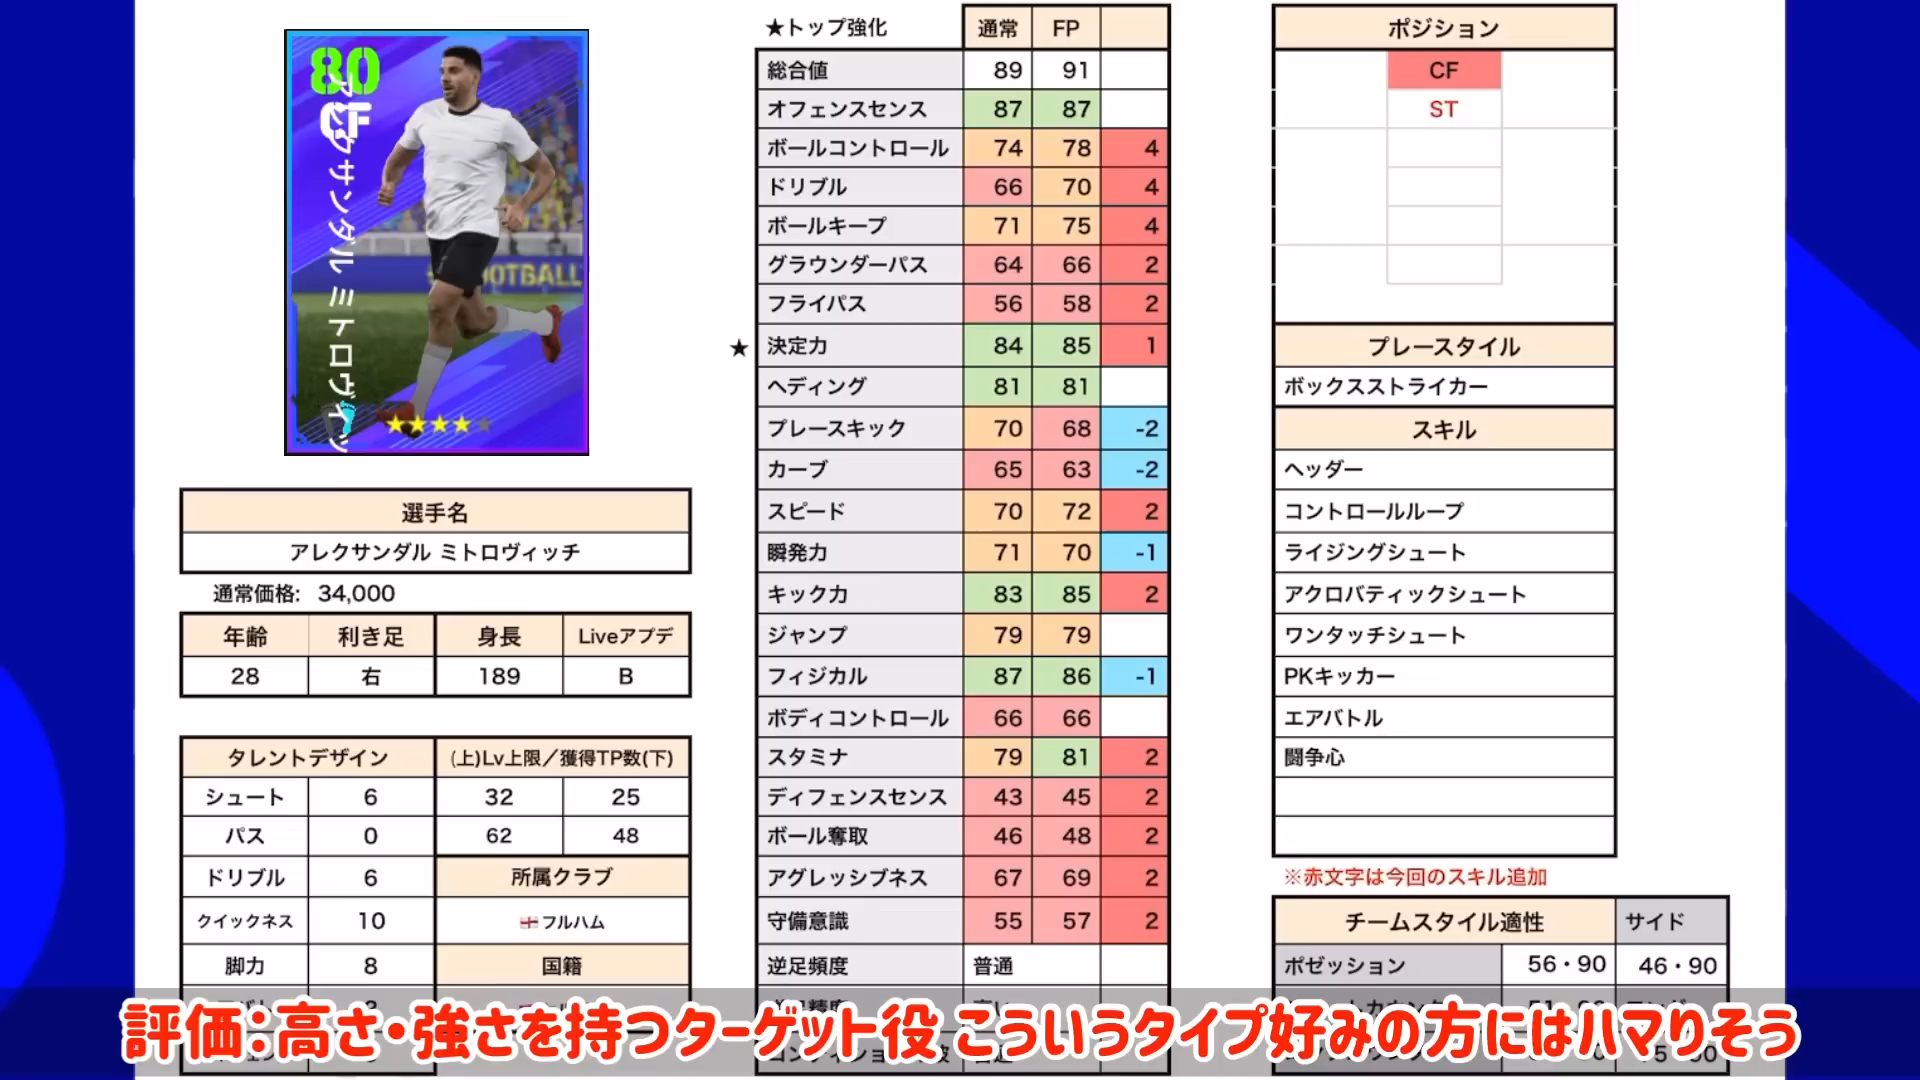 80
CF
アレクサンダル ミトロヴィッ
選手名
アレクサンダル ミトロヴィッチ
通常価格: 34,000
年齢 利き足 身長 Liveアプデ
28 右 189 B
タレントデザイン (上)Lv上限／獲得TP数(下)
シュート 6 32 25
パス 0 62 48
ドリブル 6 所属クラブ
クイックネス 10 フルハム
脚力 8 国籍
★トップ強化 通常 FP
総合値 89 91
オフェンスセンス 87 87
ボールコントロール 74 78 4
ドリブル 66 70 4
ボールキープ 71 75 4
グラウンダーパス 64 66 2
フライパス 56 58 2
★ 決定力 84 85 1
ヘディング 81 81
プレースキック 70 68 -2
カーブ 65 63 -2
スピード 70 72 2
瞬発力 71 70 -1
キック力 83 85 2
ジャンプ 79 79
フィジカル 87 86 -1
ボディコントロール 66 66
スタミナ 79 81 2
ディフェンスセンス 43 45 2
ボール奪取 46 48 2
アグレッシブネス 67 69 2
守備意識 55 57 2
逆足頻度 普通
ポジション
CF
ST
プレースタイル
ボックスストライカー
スキル
ヘッダー
コントロールループ
ライジングシュート
アクロバティックシュート
ワンタッチシュート
PKキッカー
エアバトル
闘争心
※赤文字は今回のスキル追加
チームスタイル適性 サイド
ポゼッション 56・90 46・90
評価：高さ・強さを持つターゲット役 こういうタイプ好みの方にはハマりそう